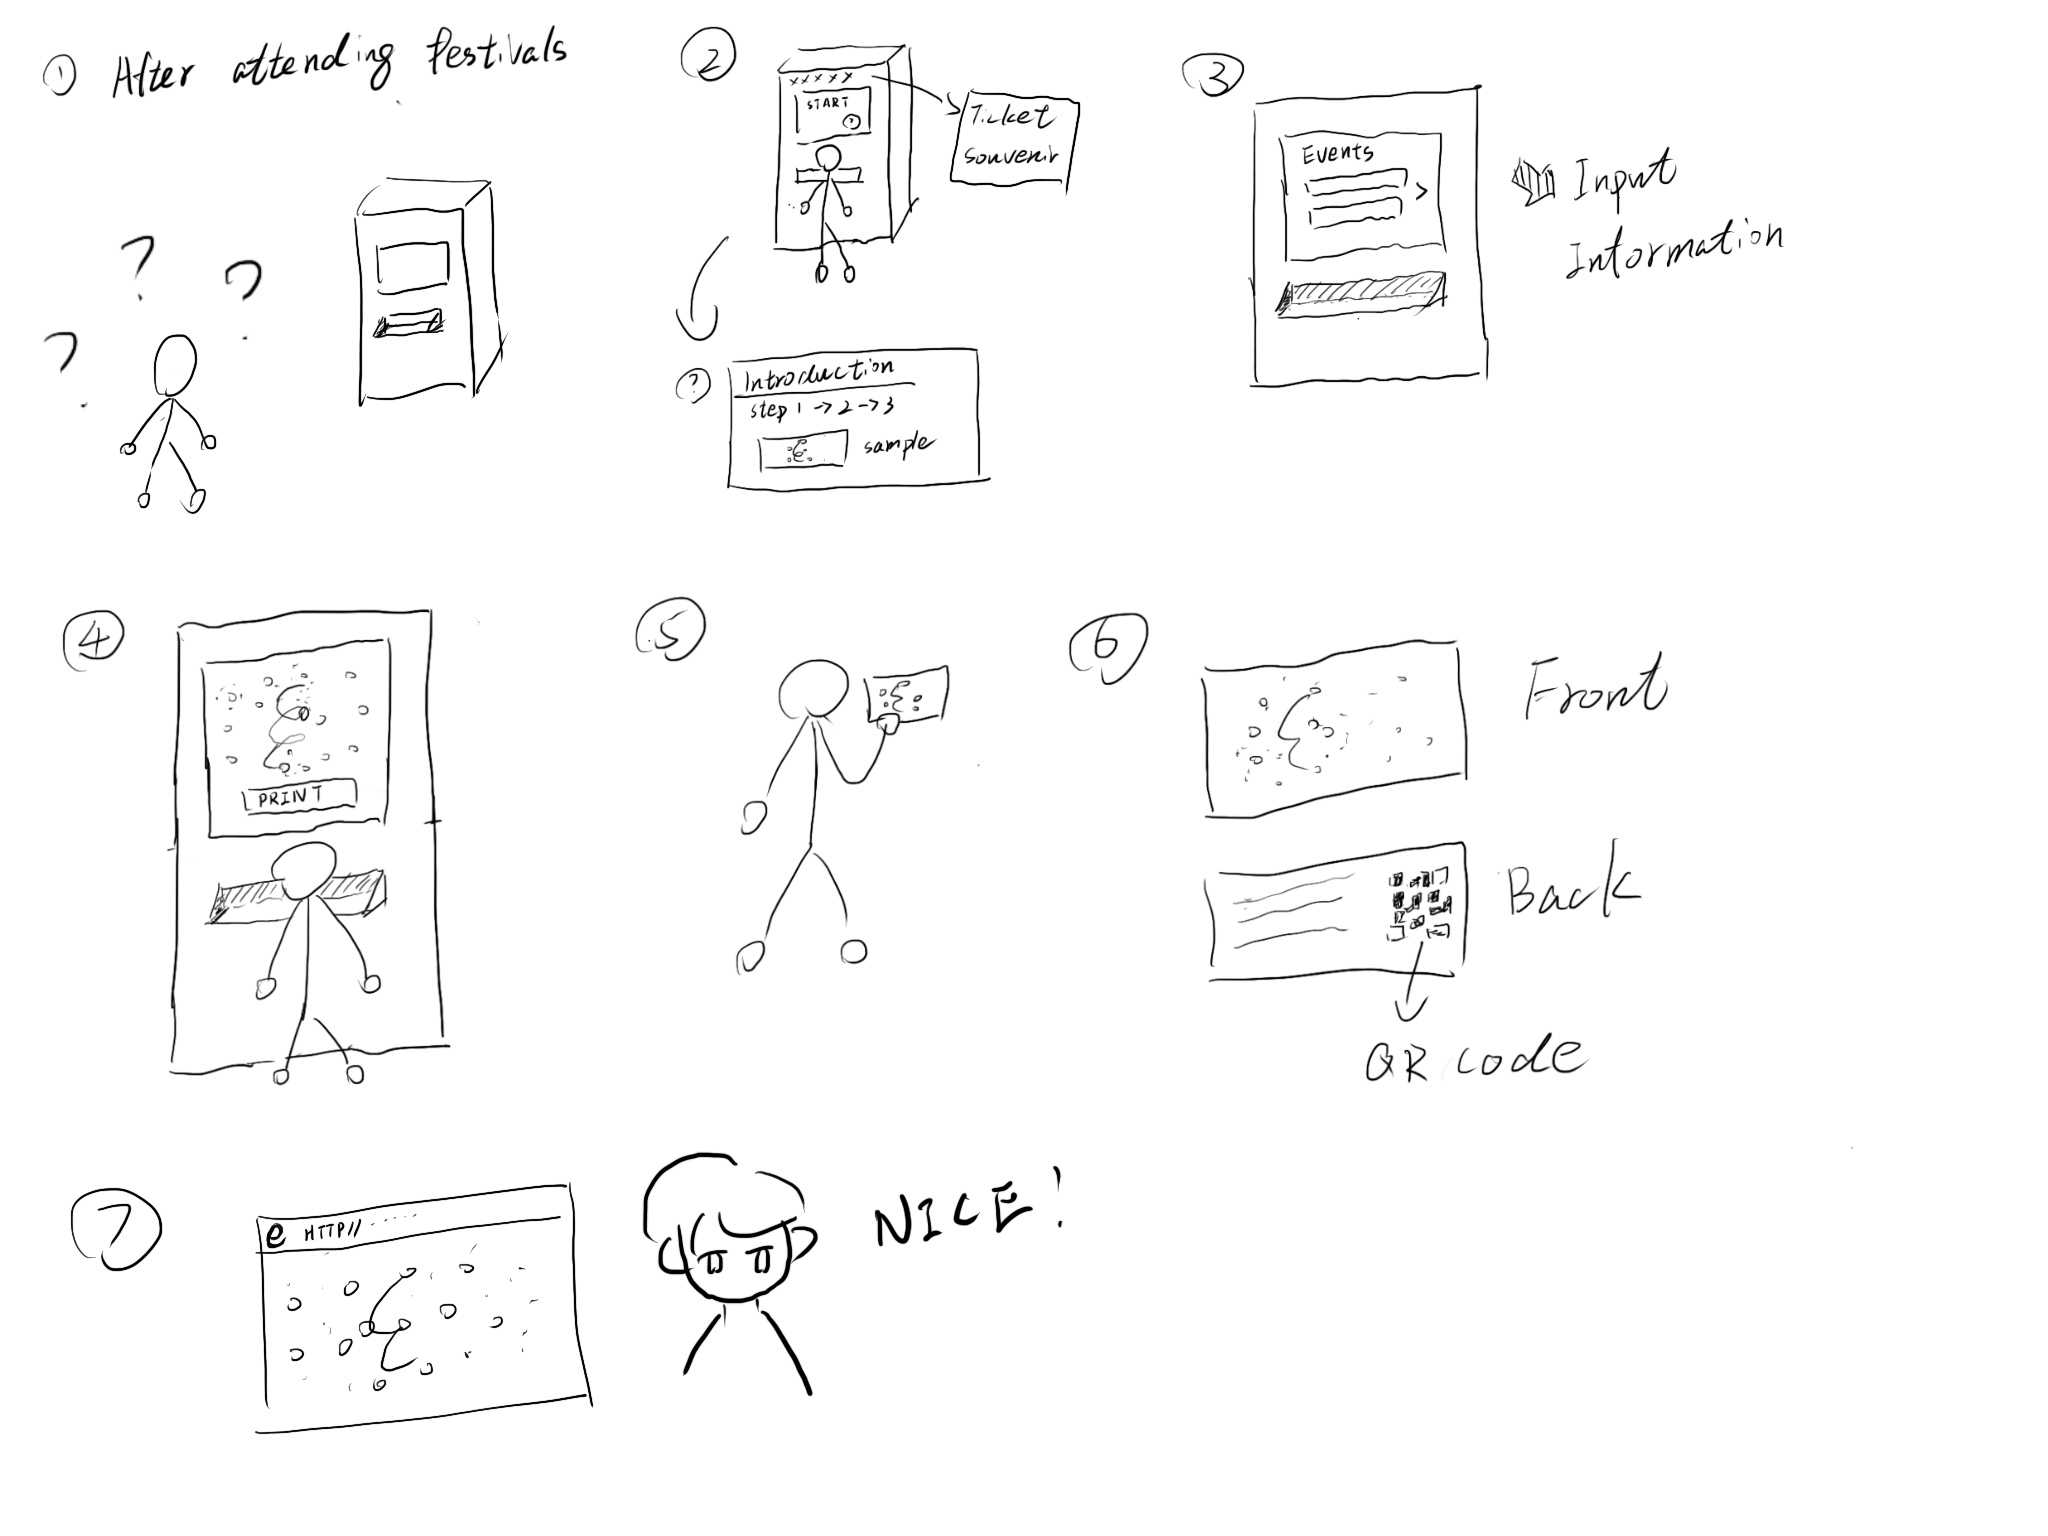 ① After attending festivals
? ? ?
②
xxxxx
START
?
Ticket
souvenir
? Introduction
step 1 -> 2 -> 3
sample
③
Events
>
Input
Information
④
PRINT
⑤
⑥
Front
Back
QR code
⑦
e HTTP// ......
NICE!